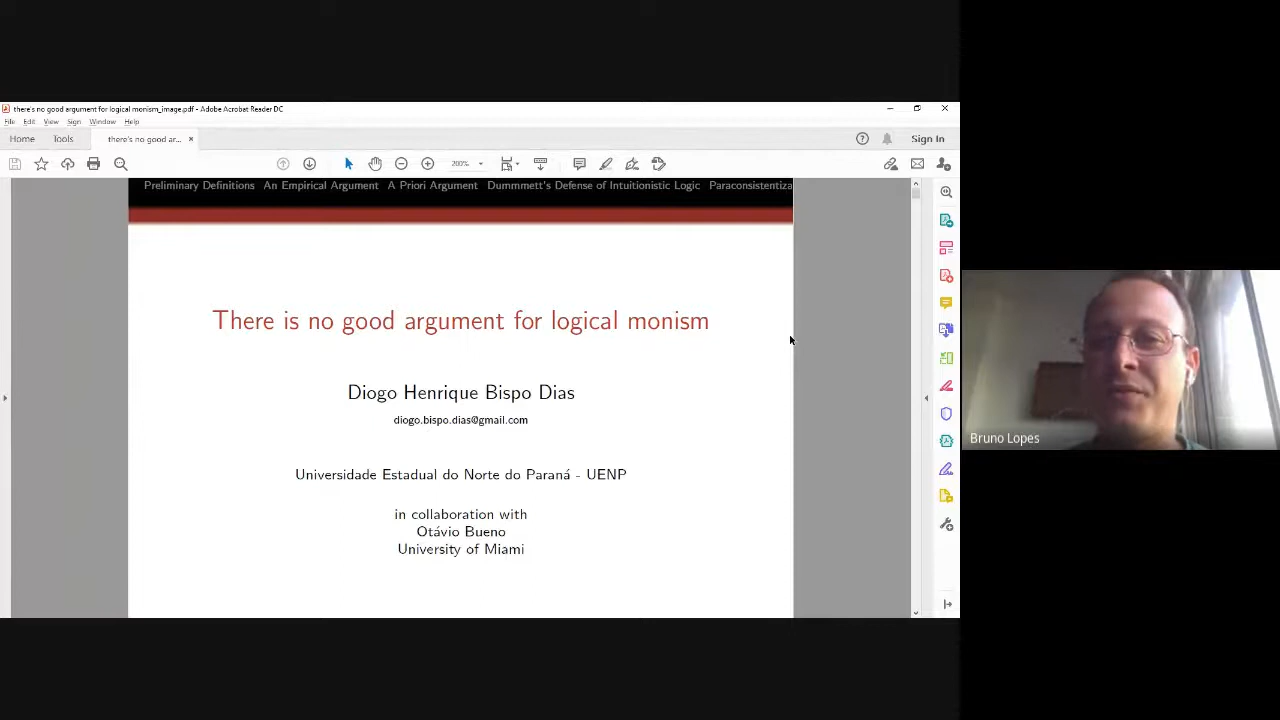 there's no good argument for logical monism_image.pdf - Adobe Acrobat Reader DC
File Edit View Sign Window Help
Home Tools there's no good ar... × Sign In
200%
Preliminary Definitions An Empirical Argument A Priori Argument Dummmett's Defense of Intuitionistic Logic Paraconsistentiza
There is no good argument for logical monism
Diogo Henrique Bispo Dias
diogo.bispo.dias@gmail.com
Universidade Estadual do Norte do Paraná - UENP
in collaboration with
Otávio Bueno
University of Miami
Bruno Lopes